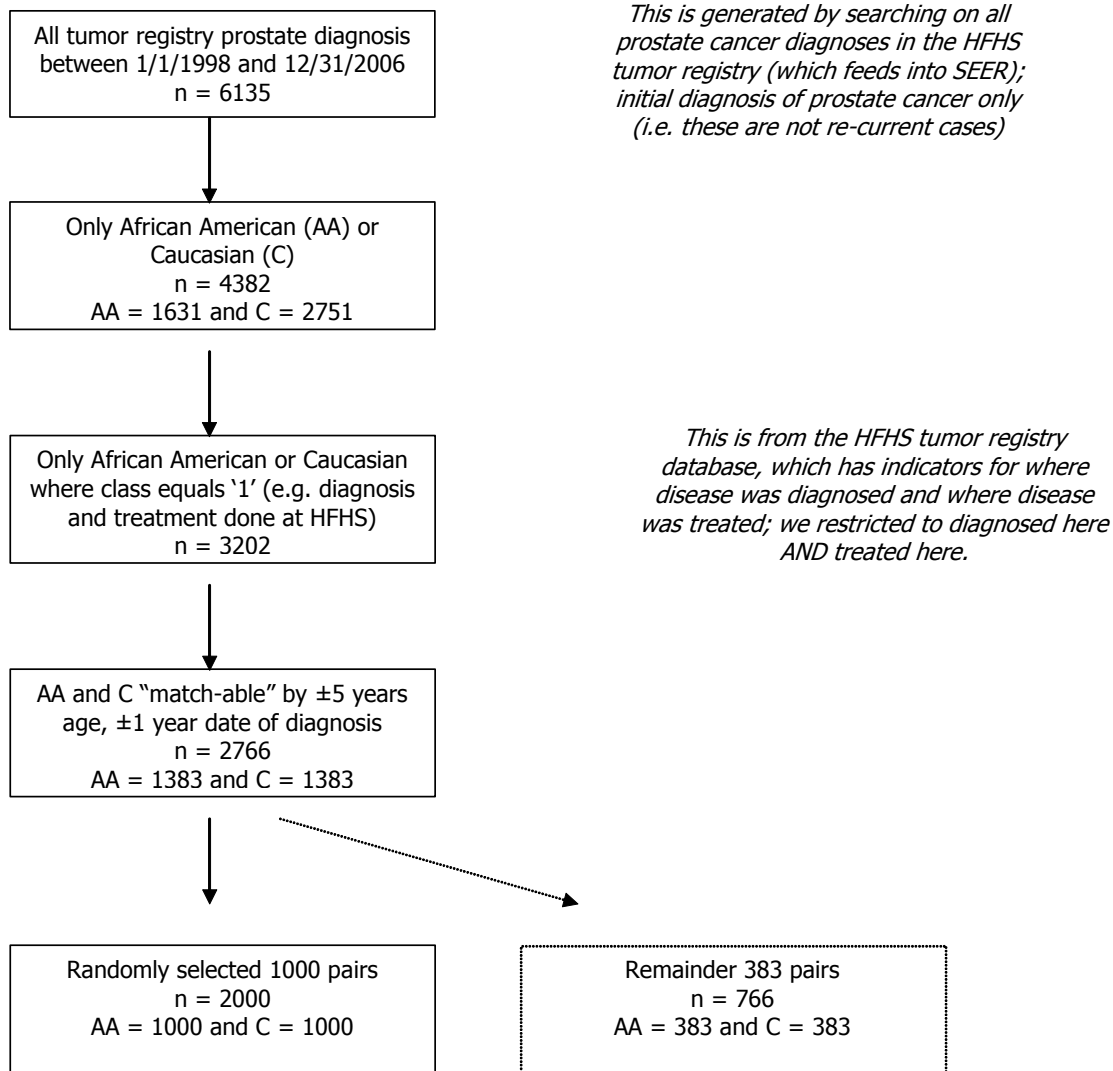 All tumor registry prostate diagnosis
between 1/1/1998 and 12/31/2006
n = 6135
This is generated by searching on all
prostate cancer diagnoses in the HFHS
tumor registry (which feeds into SEER);
initial diagnosis of prostate cancer only
(i.e. these are not re-current cases)
Only African American (AA) or
Caucasian (C)
n = 4382
AA = 1631 and C = 2751
Only African American or Caucasian
where class equals ‘1’ (e.g. diagnosis
and treatment done at HFHS)
n = 3202
This is from the HFHS tumor registry
database, which has indicators for where
disease was diagnosed and where disease
was treated; we restricted to diagnosed here
AND treated here.
AA and C “match-able” by ±5 years
age, ±1 year date of diagnosis
n = 2766
AA = 1383 and C = 1383
Randomly selected 1000 pairs
n = 2000
AA = 1000 and C = 1000
Remainder 383 pairs
n = 766
AA = 383 and C = 383